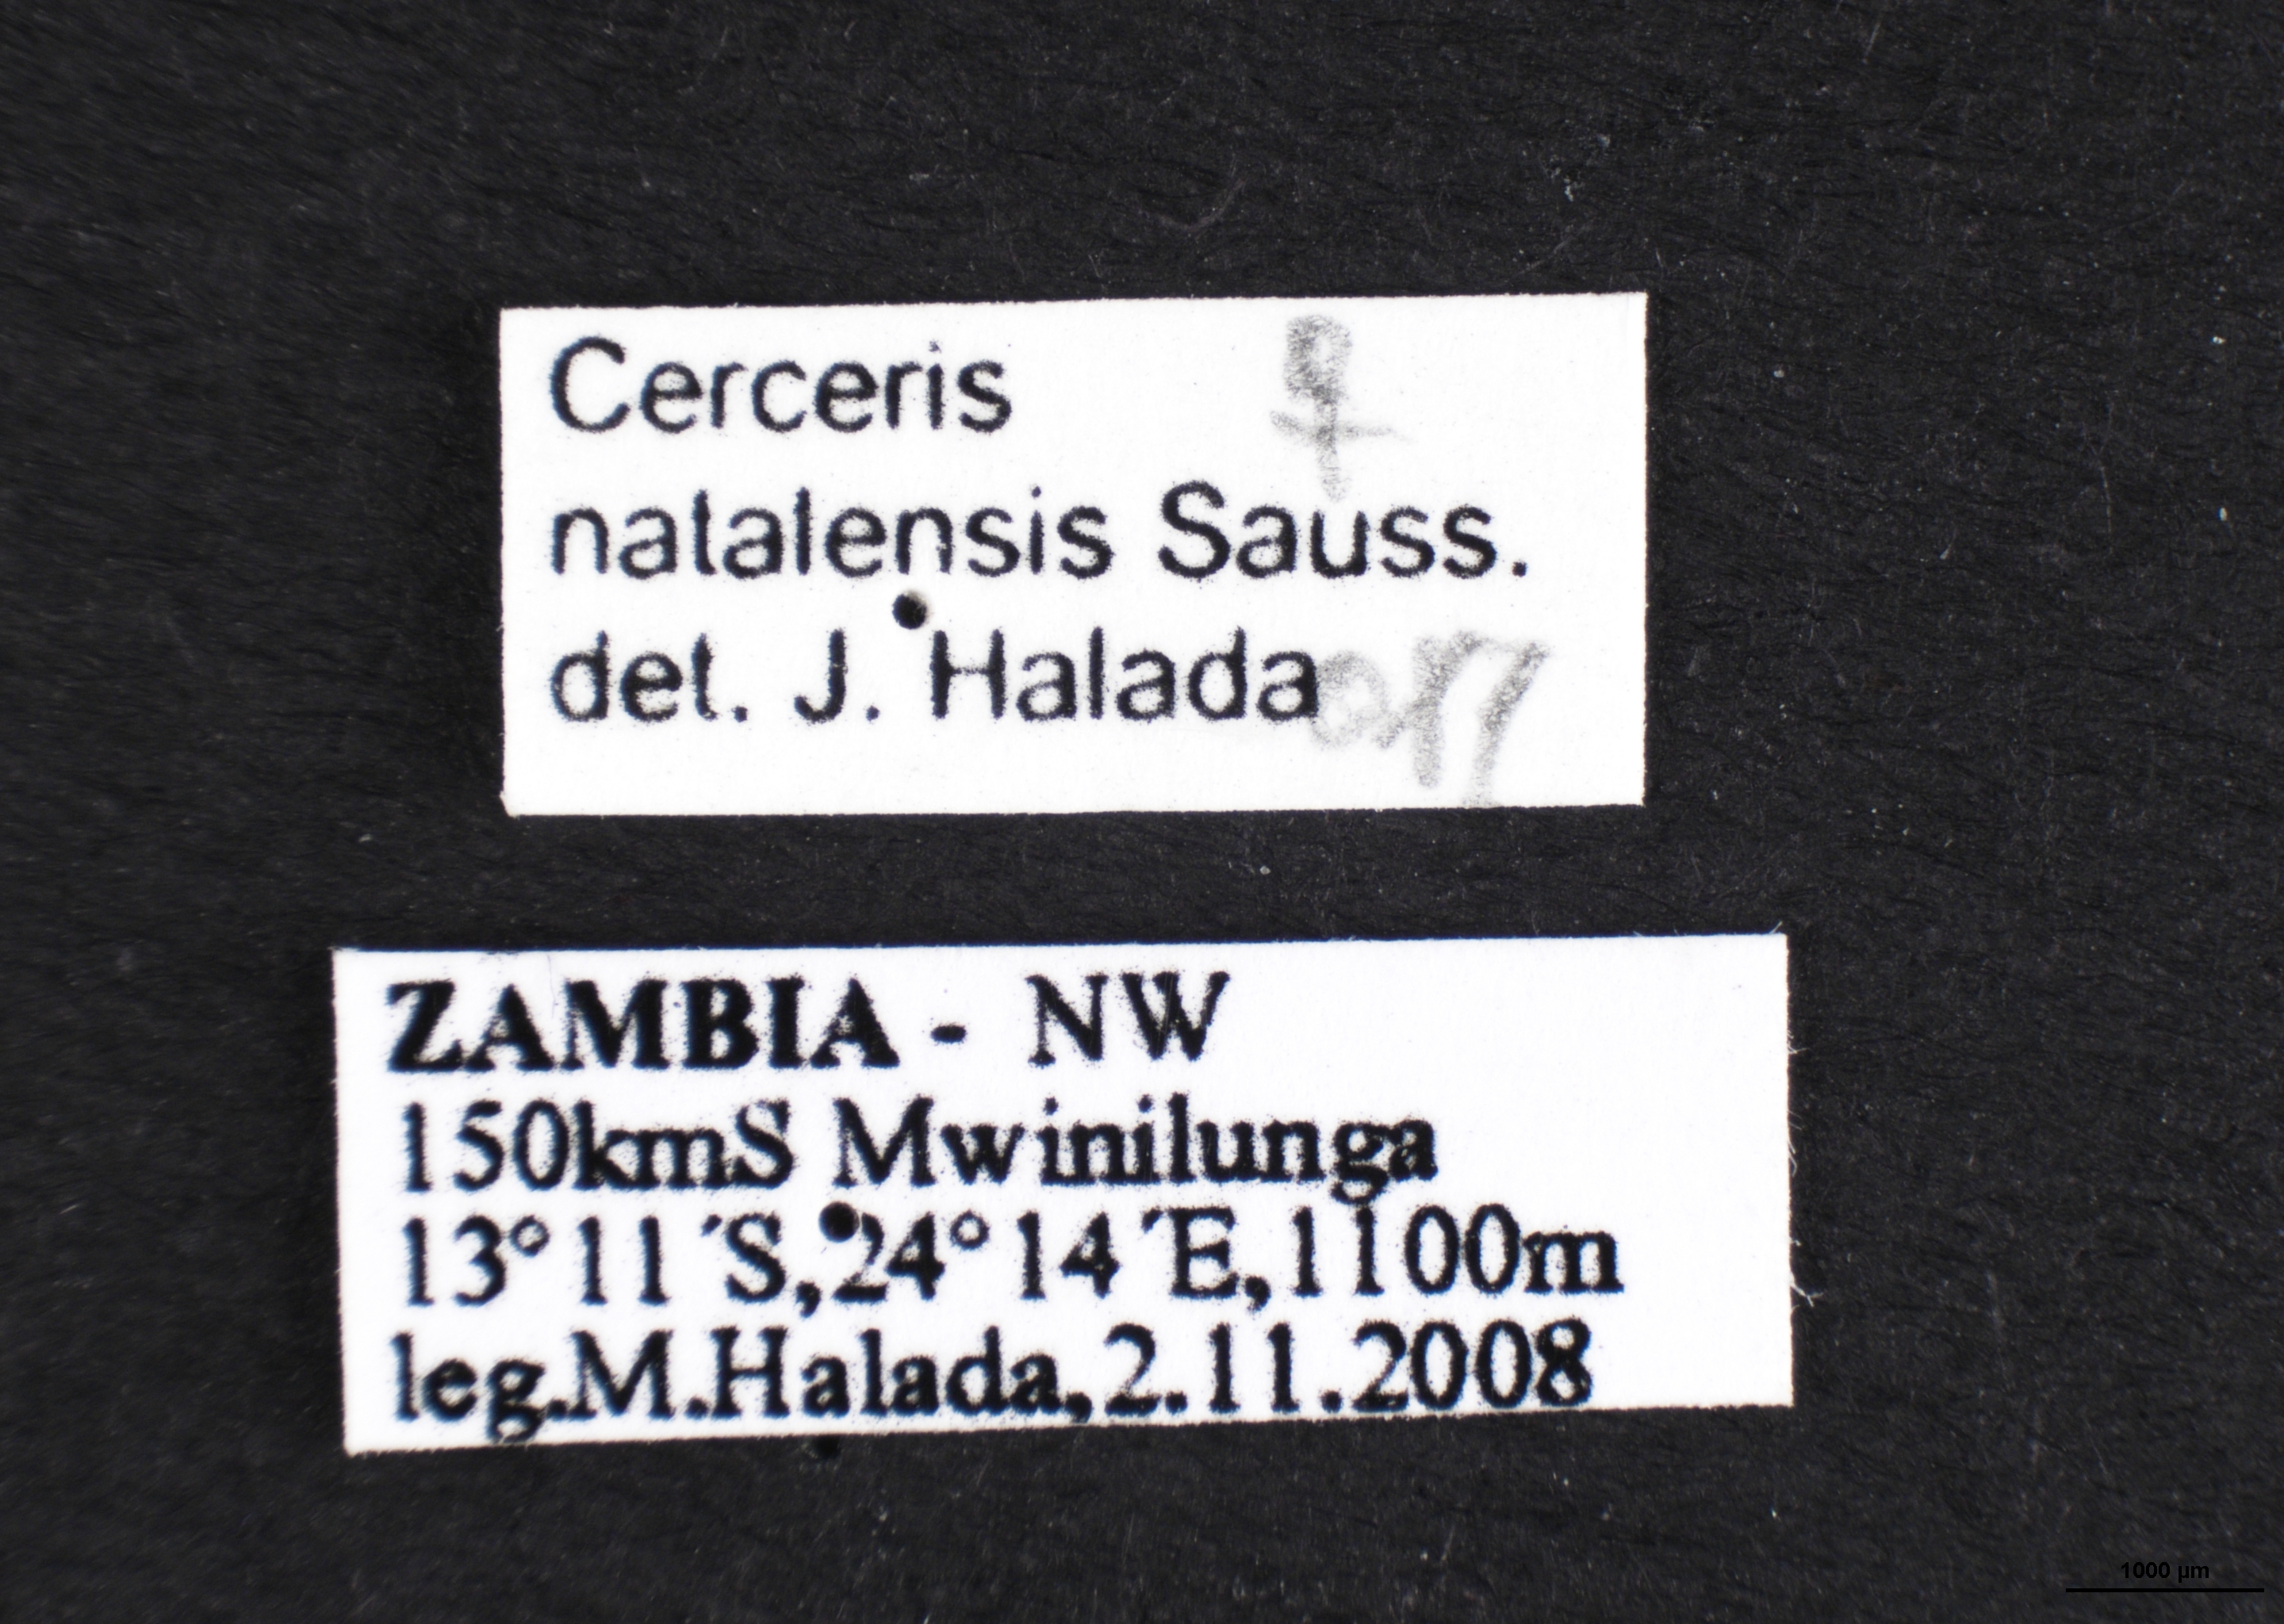 Cerceris ♀
natalensis Sauss.
det. J. Halada
ZAMBIA - NW
150kmS Mwinilunga
13°11´S,24°14´E,1100m
leg.M.Halada,2.11.2008
1000 µm